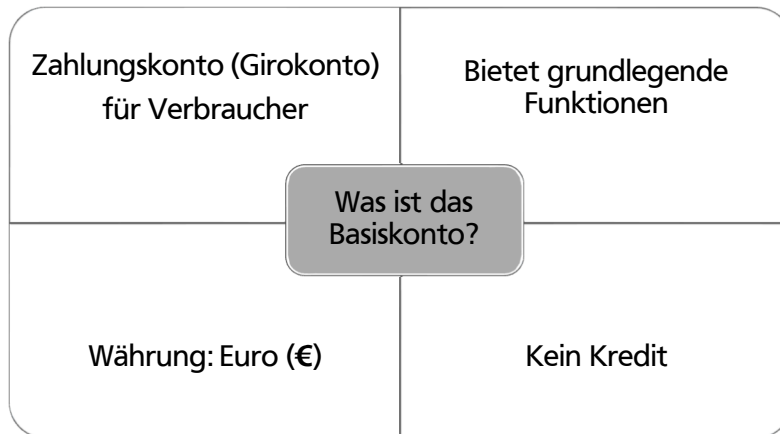 Zahlungskonto (Girokonto)
für Verbraucher
Bietet grundlegende
Funktionen
Was ist das
Basiskonto?
Währung: Euro (€)
Kein Kredit